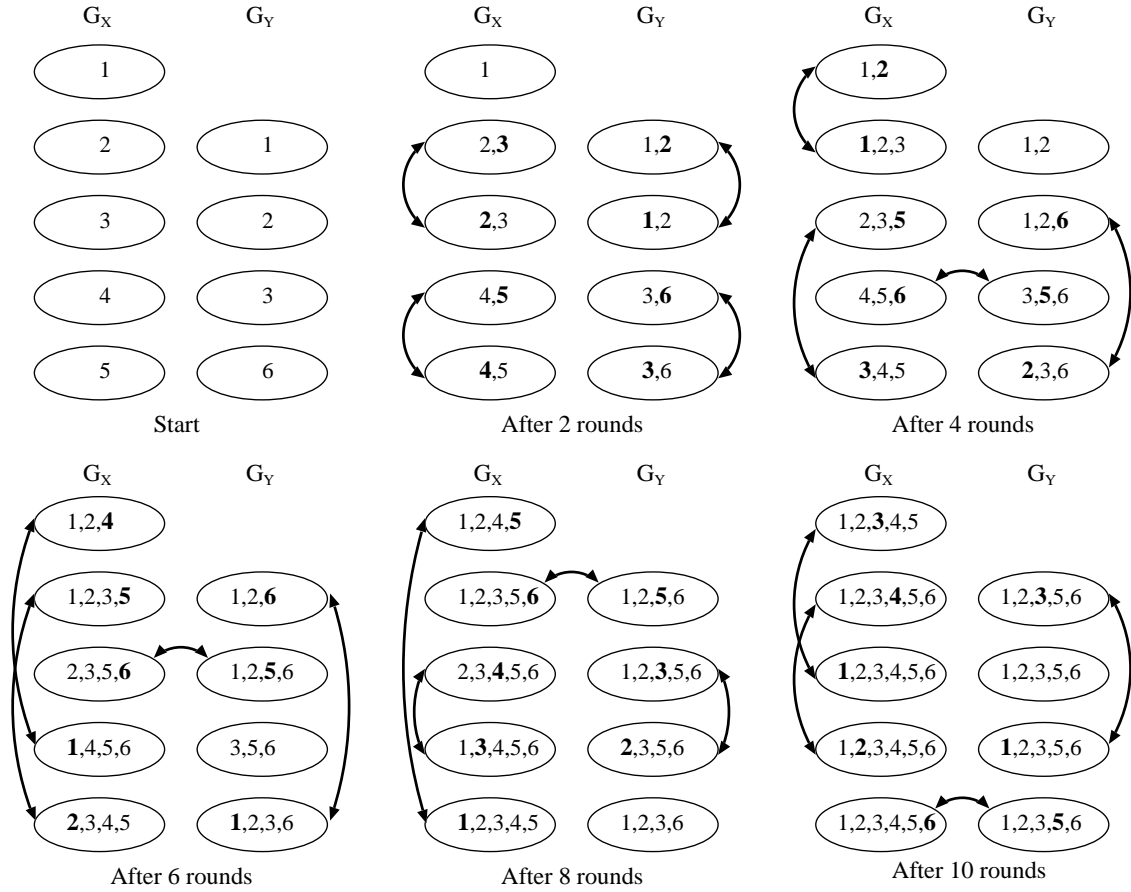 G_X G_Y G_X G_Y G_X G_Y
1 1 1,2
2 1 2,3 1,2 1,2,3 1,2
3 2 2,3 1,2 2,3,5 1,2,6
4 3 4,5 3,6 4,5,6 3,5,6
5 6 4,5 3,6 3,4,5 2,3,6
Start After 2 rounds After 4 rounds
G_X G_Y G_X G_Y G_X G_Y
1,2,4 1,2,4,5 1,2,3,4,5
1,2,3,5 1,2,6 1,2,3,5,6 1,2,5,6 1,2,3,4,5,6 1,2,3,5,6
2,3,5,6 1,2,5,6 2,3,4,5,6 1,2,3,5,6 1,2,3,4,5,6 1,2,3,5,6
1,4,5,6 3,5,6 1,3,4,5,6 2,3,5,6 1,2,3,4,5,6 1,2,3,5,6
2,3,4,5 1,2,3,6 1,2,3,4,5 1,2,3,6 1,2,3,4,5,6 1,2,3,5,6
After 6 rounds After 8 rounds After 10 rounds